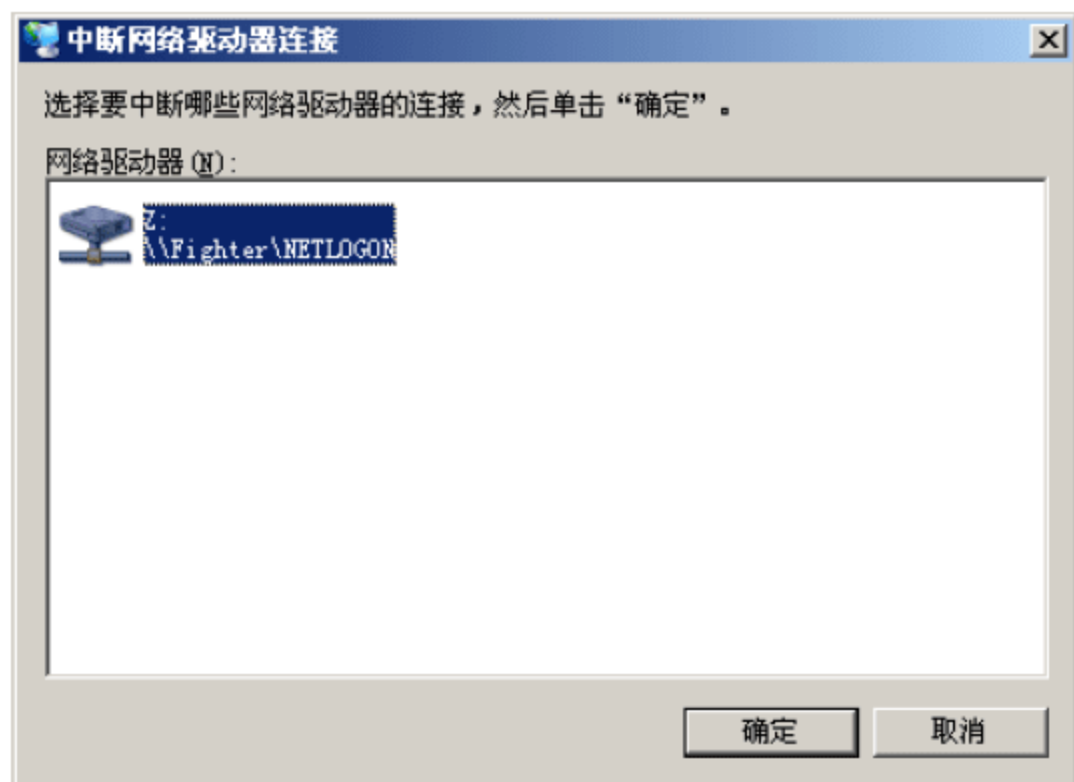 中断网络驱动器连接
选择要中断哪些网络驱动器的连接，然后单击“确定”。
网络驱动器(N):
Z:
\\Fighter\NETLOGON
确定
取消